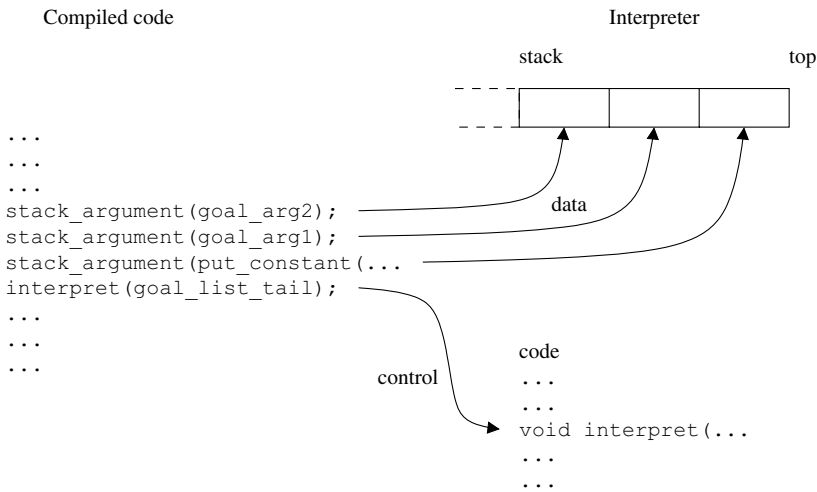 Compiled code
Interpreter
stack
top
...
...
...
stack_argument(goal_arg2);
data
stack_argument(goal_arg1);
stack_argument(put_constant(...
interpret(goal_list_tail);
...
...
...
control
code
...
...
void interpret(...
...
...